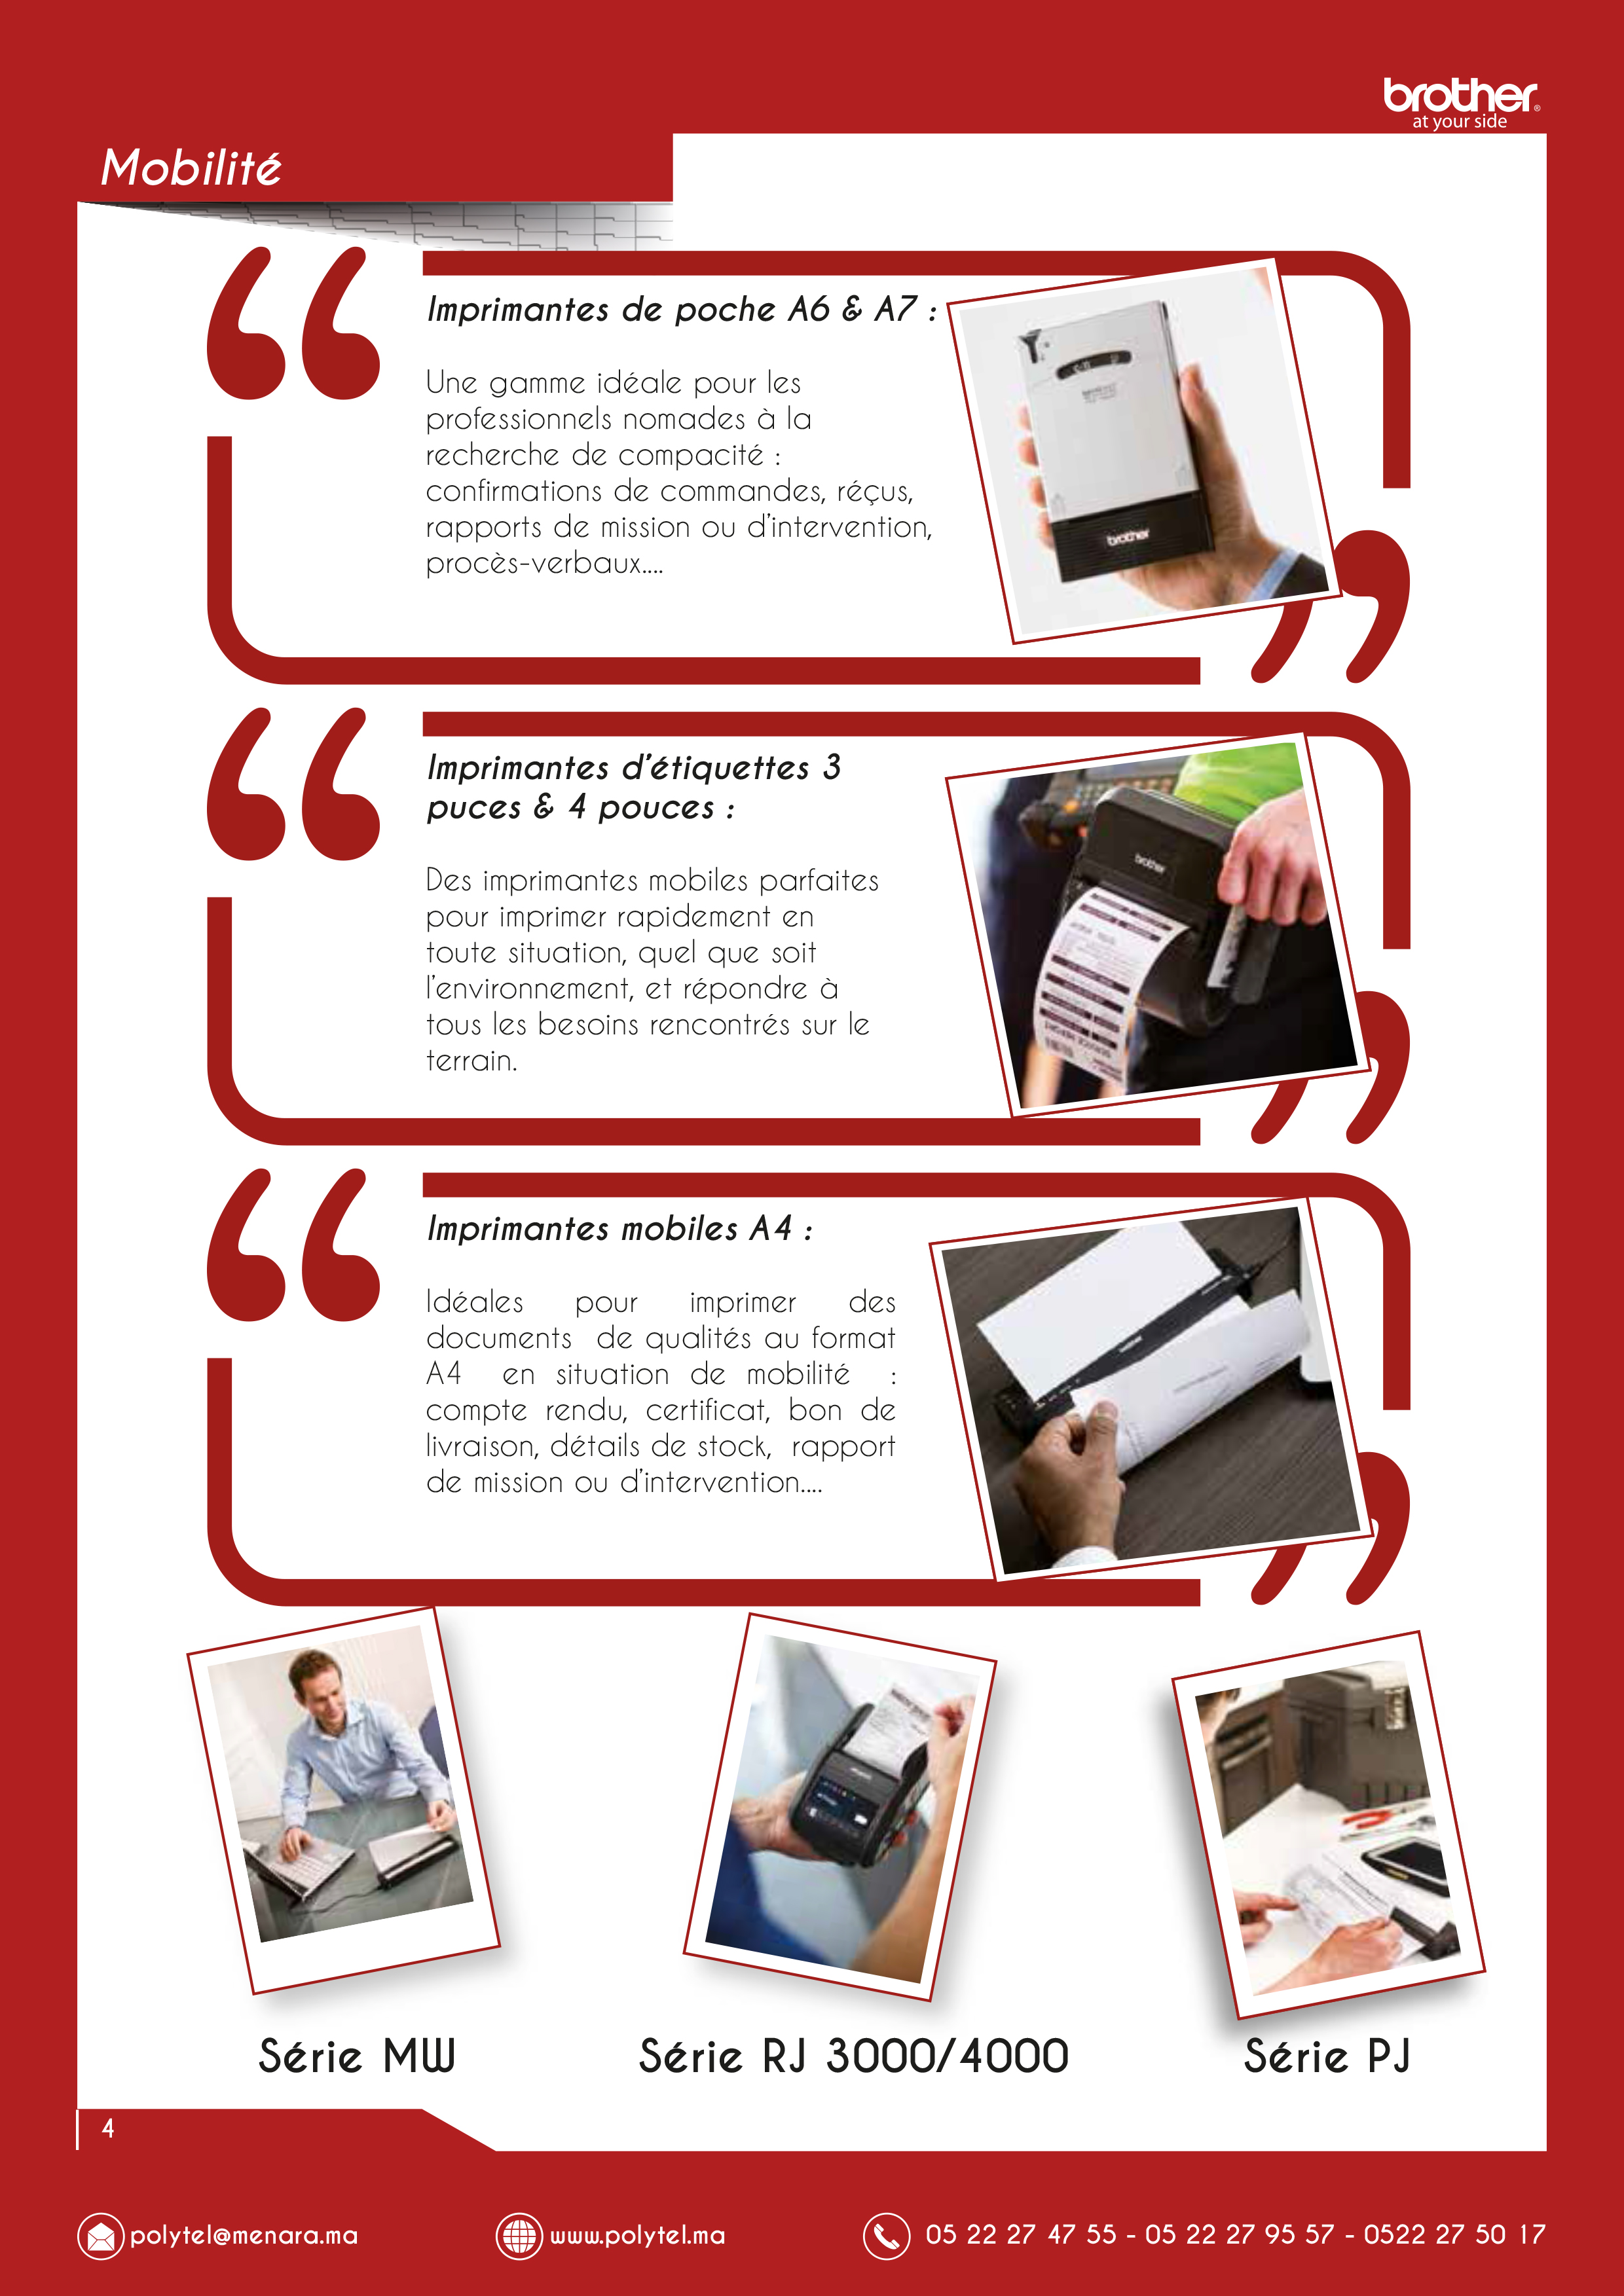 brother
at your side
Mobilité
Imprimantes de poche A6 & A7 :
Une gamme idéale pour les
professionnels nomades à la
recherche de compacité :
confirmations de commandes, réçus,
rapports de mission ou d'intervention,
procès-verbaux....
brother
Imprimantes d'étiquettes 3
puces & 4 pouces :
Des imprimantes mobiles parfaites
pour imprimer rapidement en
toute situation, quel que soit
l'environnement, et répondre à
tous les besoins rencontrés sur le
terrain.
brother
Imprimantes mobiles A4 :
Idéales pour imprimer des
documents de qualités au format
A4 en situation de mobilité :
compte rendu, certificat, bon de
livraison, détails de stock, rapport
de mission ou d'intervention....
Série MW
Série RJ 3000/4000
Série PJ
4
polytel@menara.ma
www.polytel.ma
05 22 27 47 55 - 05 22 27 95 57 - 0522 27 50 17